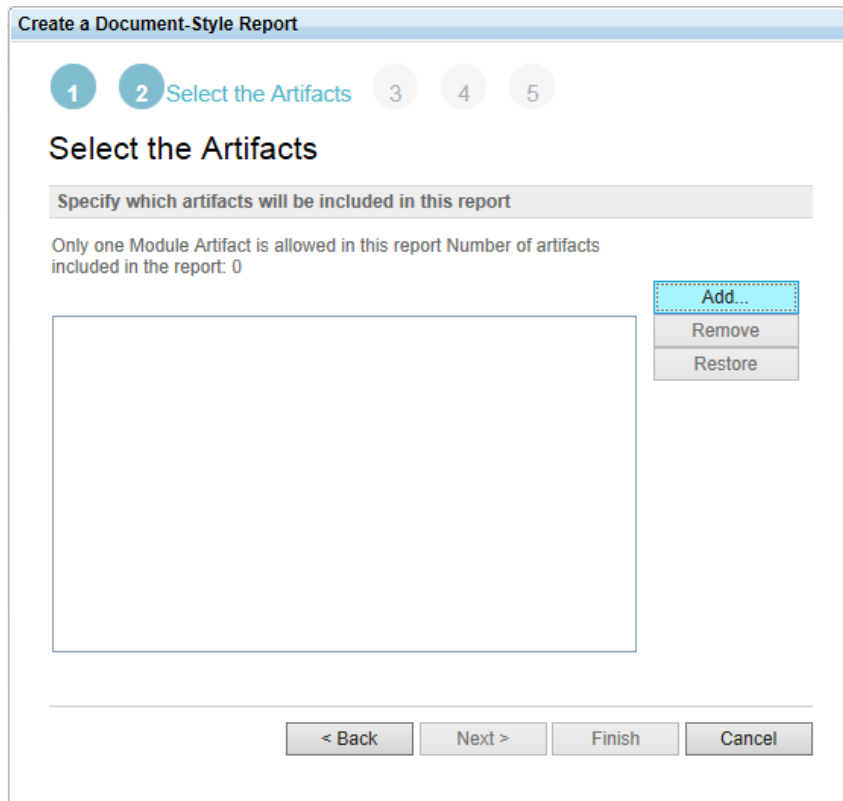 Create a Document-Style Report
1 2 Select the Artifacts 3 4 5
Select the Artifacts
Specify which artifacts will be included in this report
Only one Module Artifact is allowed in this report Number of artifacts
included in the report: 0
Add...
Remove
Restore
< Back Next > Finish Cancel